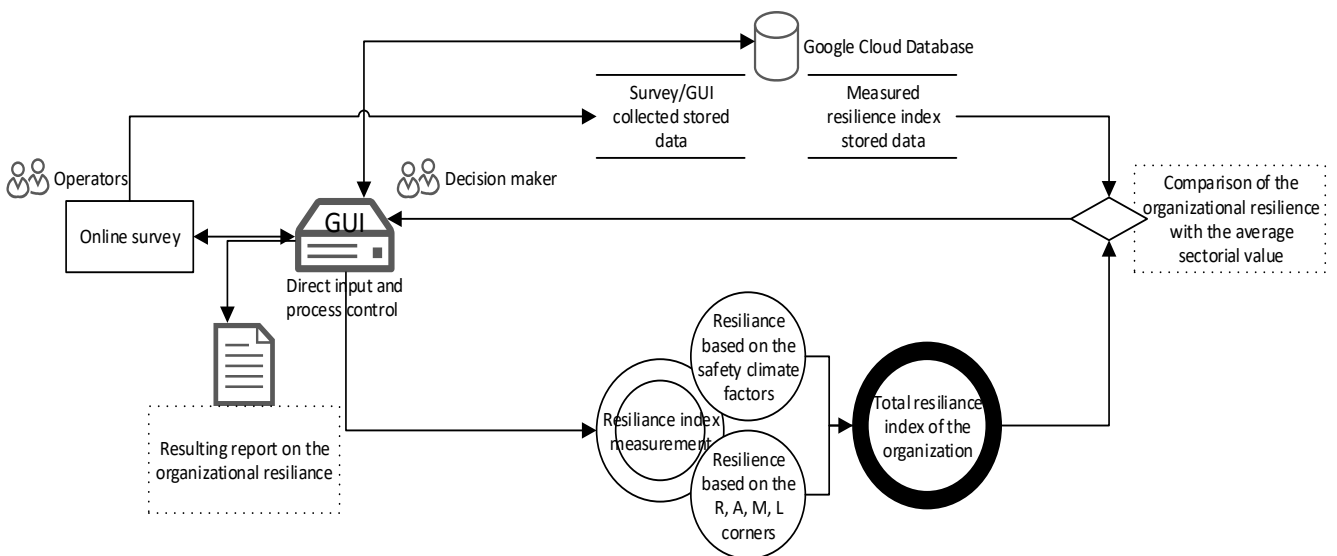 Google Cloud Database
Survey/GUI
collected stored
data
Measured
resilience index
stored data
Operators
Decision maker
Online survey
GUI
Direct input and
process control
Comparison of the
organizational resilience
with the average
sectorial value
Resulting report on the
organizational resiliance
Resiliance index
measurement
Resiliance
based on the
safety climate
factors
Resilience
based on the
R, A, M, L
corners
Total resiliance
index of the
organization